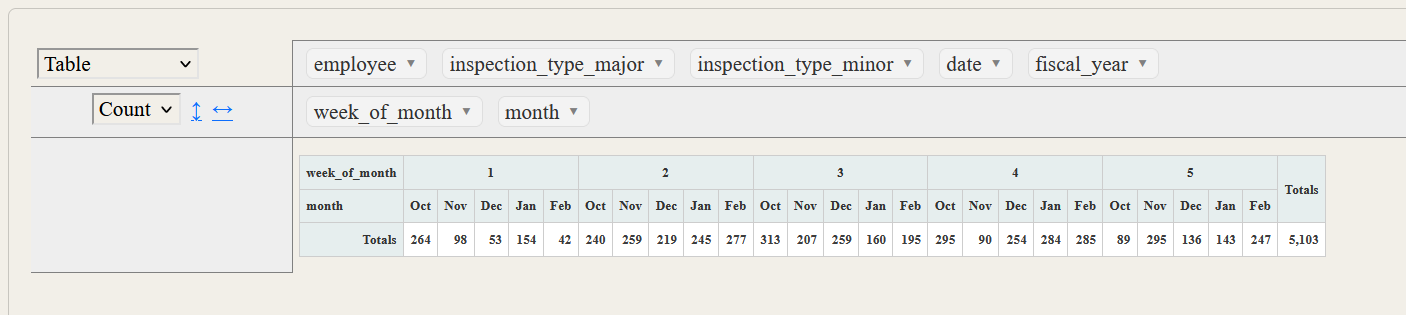 Table employee ▼ inspection_type_major ▼ inspection_type_minor ▼ date ▼ fiscal_year ▼
Count ↕ ↔ week_of_month ▼ month ▼
week_of_month 1 2 3 4 5 Totals
month Oct Nov Dec Jan Feb Oct Nov Dec Jan Feb Oct Nov Dec Jan Feb Oct Nov Dec Jan Feb Oct Nov Dec Jan Feb
Totals 264 98 53 154 42 240 259 219 245 277 313 207 259 160 195 295 90 254 284 285 89 295 136 143 247 5,103